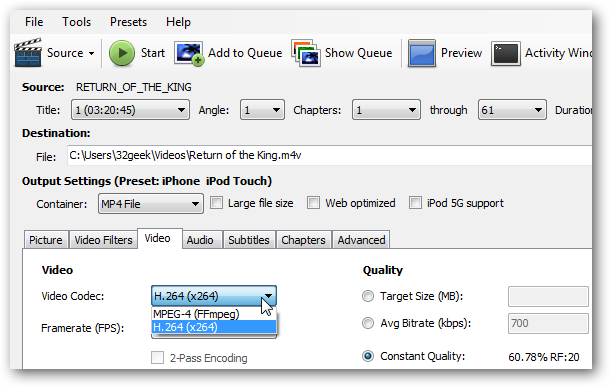 File Tools Presets Help
Source Start Add to Queue Show Queue Preview Activity Wind
Source: RETURN_OF_THE_KING
Title: 1 (03:20:45) Angle: 1 Chapters: 1 through 61 Duration
Destination:
File: C:\Users\32geek\Videos\Return of the King.m4v
Output Settings (Preset: iPhone iPod Touch)
Container: MP4 File Large file size Web optimized iPod 5G support
Picture Video Filters Video Audio Subtitles Chapters Advanced
Video Quality
Video Codec: H.264 (x264) Target Size (MB):
MPEG-4 (FFmpeg)
Framerate (FPS): H.264 (x264) Avg Bitrate (kbps): 700
2-Pass Encoding Constant Quality: 60.78% RF:20